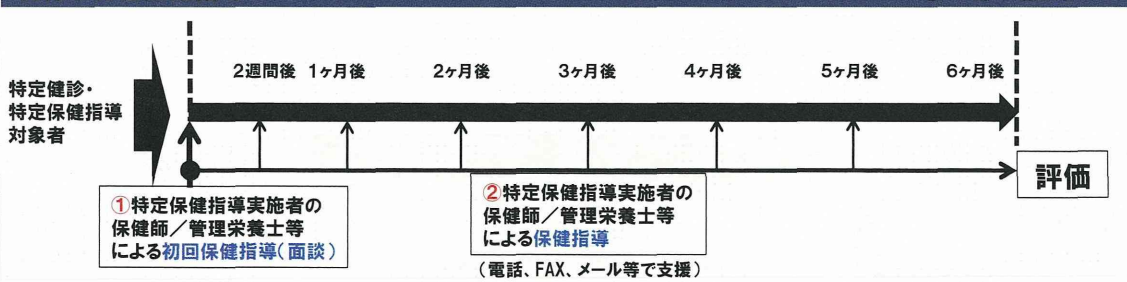 特定健診・
特定保健指導
対象者
2週間後 1ヶ月後 2ヶ月後 3ヶ月後 4ヶ月後 5ヶ月後 6ヶ月後
①特定保健指導実施者の
保健師／管理栄養士等
による初回保健指導(面談)
②特定保健指導実施者の
保健師／管理栄養士等
による保健指導
（電話、FAX、メール等で支援）
評価